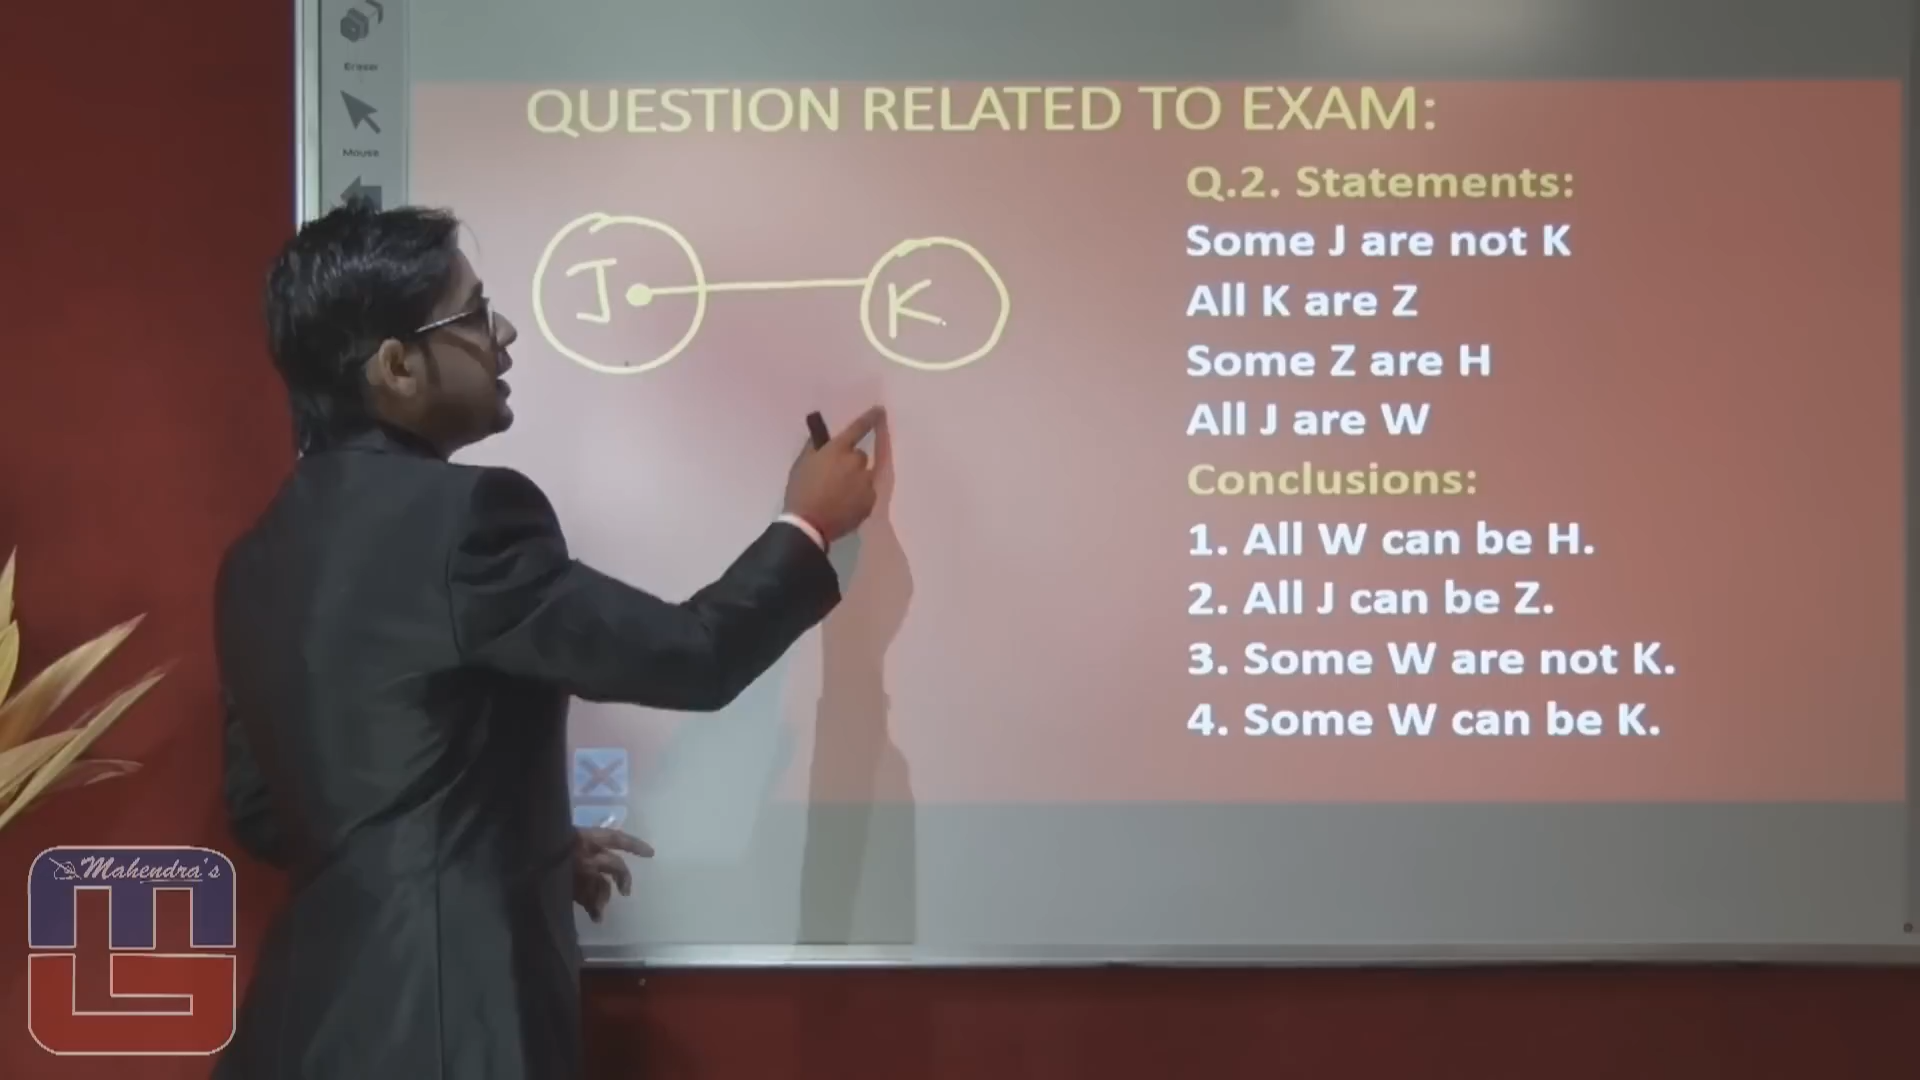 Eraser
Mouse
QUESTION RELATED TO EXAM:
J
K
Q.2. Statements:
Some J are not K
All K are Z
Some Z are H
All J are W
Conclusions:
1. All W can be H.
2. All J can be Z.
3. Some W are not K.
4. Some W can be K.
Mahendra's